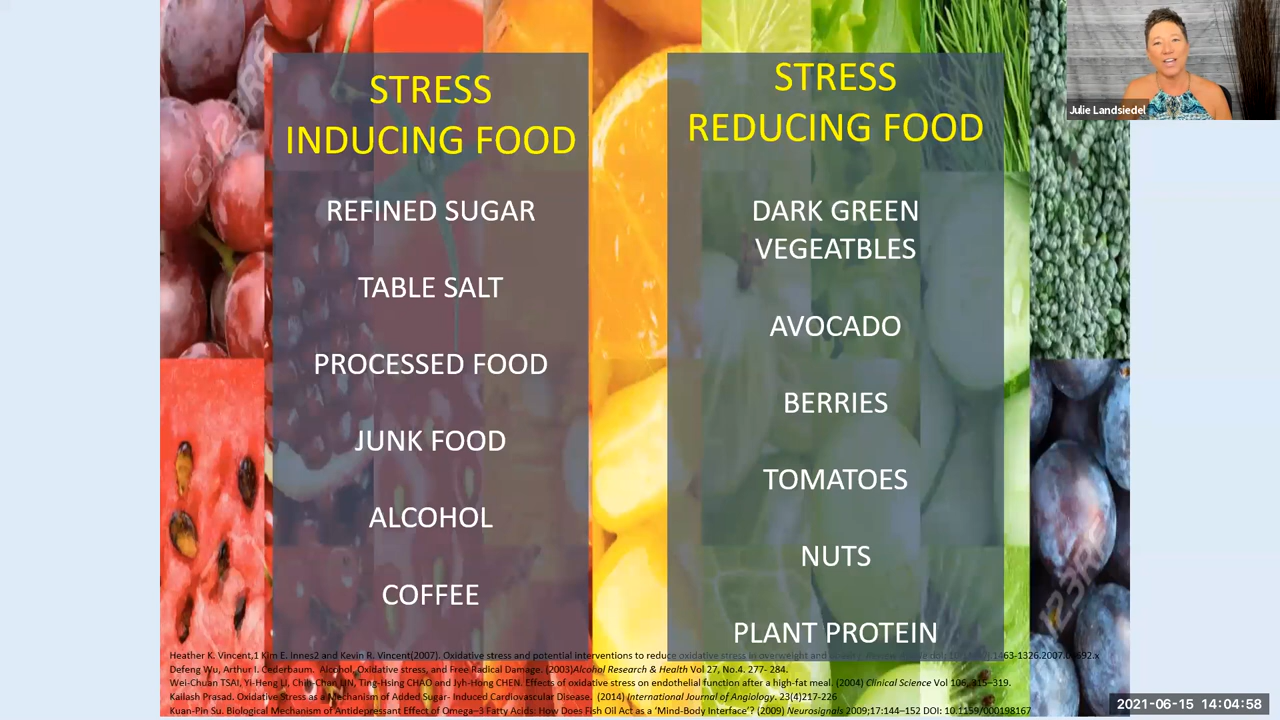 STRESS
INDUCING FOOD
REFINED SUGAR
TABLE SALT
PROCESSED FOOD
JUNK FOOD
ALCOHOL
COFFEE
STRESS
REDUCING FOOD
DARK GREEN
VEGEATBLES
AVOCADO
BERRIES
TOMATOES
NUTS
PLANT PROTEIN
Julie Landsiedel
Heather K. Vincent,1 Kim E. Innes2 and Kevin R. Vincent(2007). Oxidative stress and potential interventions to reduce oxidative stress in overweight and
Defeng Wu, Arthur I. Cederbaum. Alcohol, Oxidative stress, and Free Radical Damage. (2003)Alcohol Research & Health Vol 27, No.4. 277- 284.
Wei-Chuan TSAI, Yi-Heng LI, Chih-Chan LIN, Ting-Hsing CHAO and Jyh-Hong CHEN. Effects of oxidative stress on endothelial function after a high-fat meal. (2004) Clinical Science Vol 106, 315–319.
Kailash Prasad. Oxidative Stress as a Mechanism of Added Sugar- Induced Cardiovascular Disease. (2014) International Journal of Angiology. 23(4)217-226
Kuan-Pin Su. Biological Mechanism of Antidepressant Effect of Omega–3 Fatty Acids: How Does Fish Oil Act as a ‘Mind-Body Interface’? (2009) Neurosignals 2009;17:144–152 DOI: 10.1159/000198167
2021-06-15 14:04:58